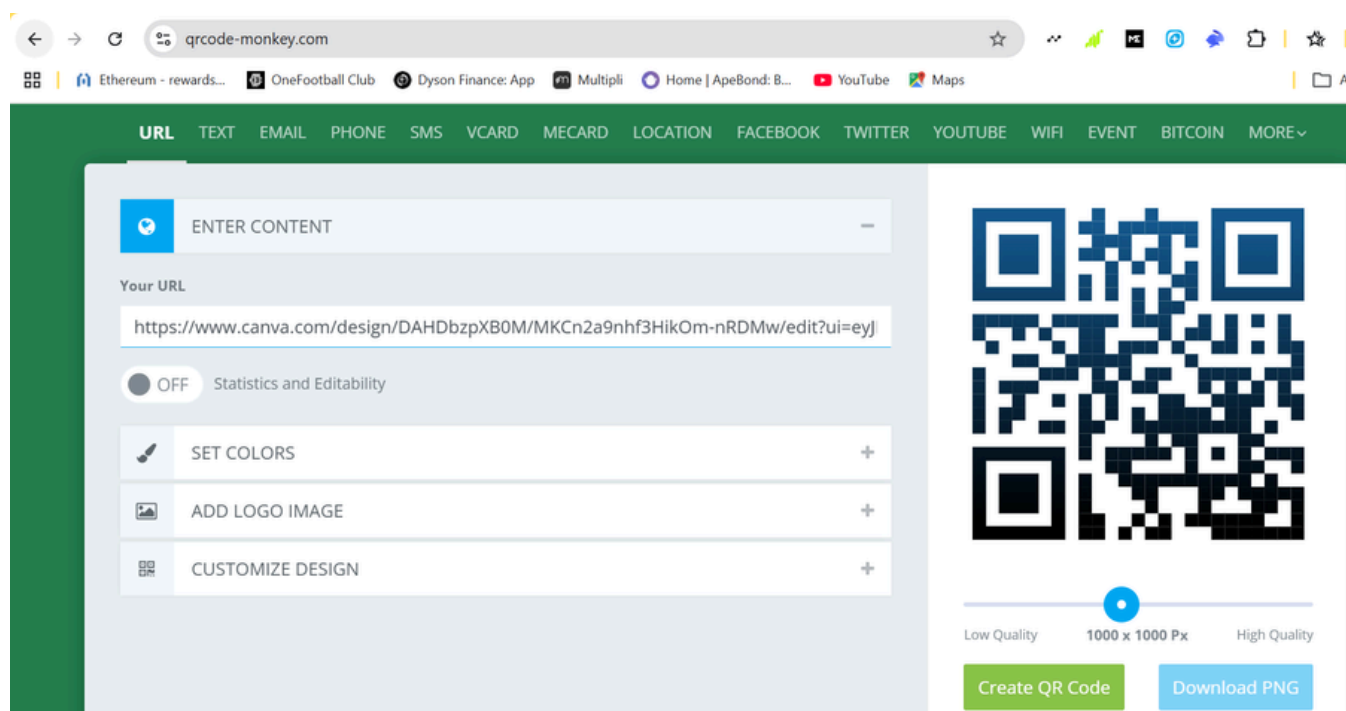 qrcode-monkey.com
Ethereum - rewards... OneFootball Club Dyson Finance: App Multipli Home | ApeBond: B... YouTube Maps
URL TEXT EMAIL PHONE SMS VCARD MECARD LOCATION FACEBOOK TWITTER YOUTUBE WIFI EVENT BITCOIN MORE
ENTER CONTENT
Your URL
https://www.canva.com/design/DAHDbzpXB0M/MKCn2a9nhf3HikOm-nRDMw/edit?ui=eyJ
OFF Statistics and Editability
SET COLORS
ADD LOGO IMAGE
CUSTOMIZE DESIGN
Low Quality 1000 x 1000 Px High Quality
Create QR Code Download PNG